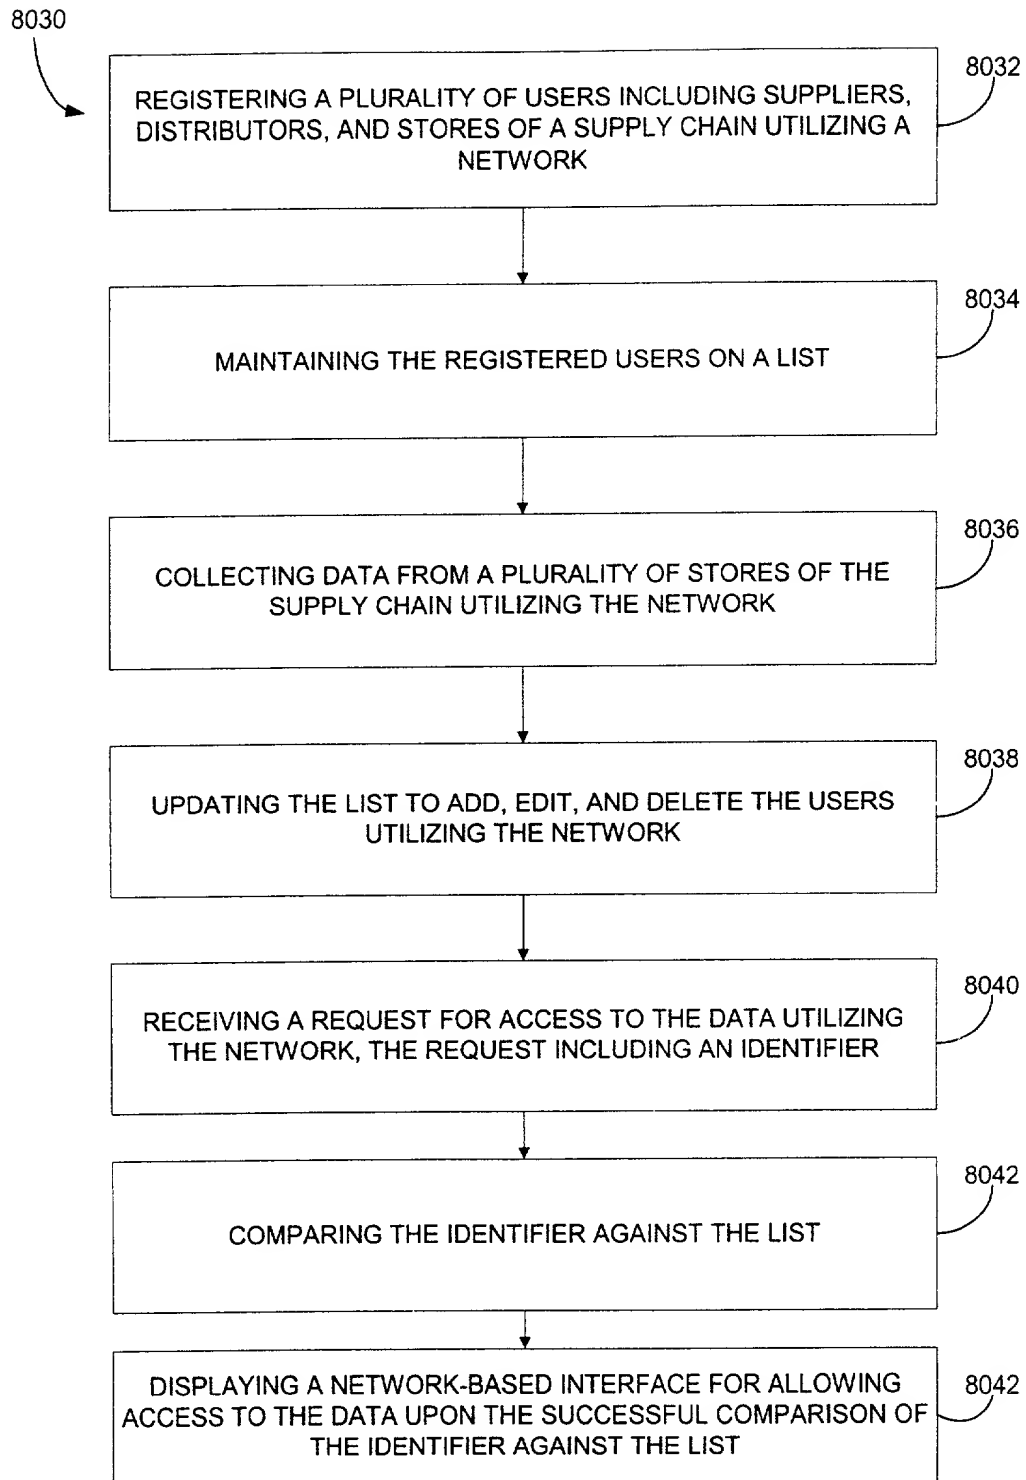 8030
8032
REGISTERING A PLURALITY OF USERS INCLUDING SUPPLIERS,
DISTRIBUTORS, AND STORES OF A SUPPLY CHAIN UTILIZING A
NETWORK
8034
MAINTAINING THE REGISTERED USERS ON A LIST
8036
COLLECTING DATA FROM A PLURALITY OF STORES OF THE
SUPPLY CHAIN UTILIZING THE NETWORK
8038
UPDATING THE LIST TO ADD, EDIT, AND DELETE THE USERS
UTILIZING THE NETWORK
8040
RECEIVING A REQUEST FOR ACCESS TO THE DATA UTILIZING
THE NETWORK, THE REQUEST INCLUDING AN IDENTIFIER
8042
COMPARING THE IDENTIFIER AGAINST THE LIST
8042
DISPLAYING A NETWORK-BASED INTERFACE FOR ALLOWING
ACCESS TO THE DATA UPON THE SUCCESSFUL COMPARISON OF
THE IDENTIFIER AGAINST THE LIST